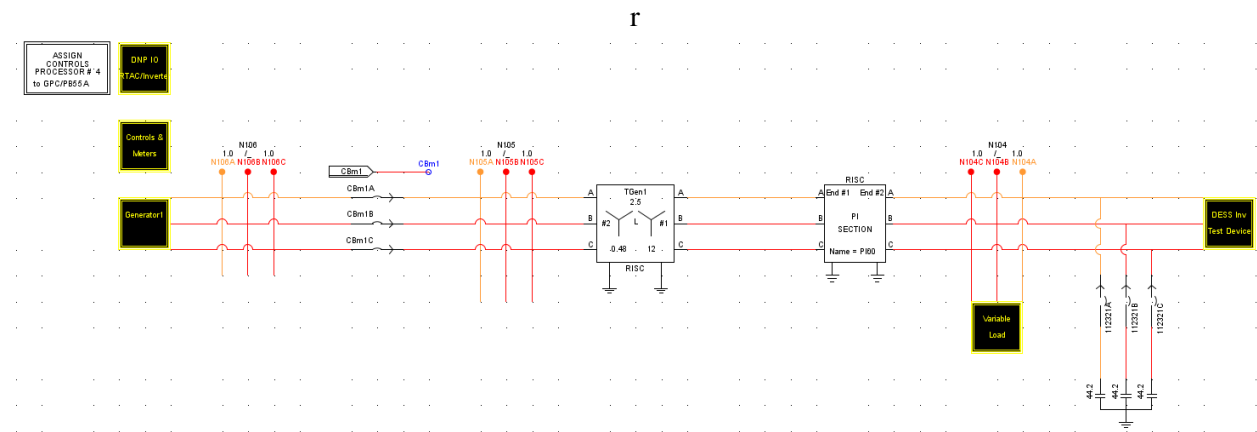 r
ASSIGN
CONTROLS
PROCESSOR # `4
to GPC/PB55A
DNP IO
RTAC/Inverte
Controls &
Meters
Generator1
N106
1.0 /_ 1.0
N106A N106B N106C
CBm1
CBm1
CBm1A
CBm1B
CBm1C
N105
1.0 /_ 1.0
N105A N105B N105C
TGen1
2.5
A A
B #2 L #1 B
C .0.48 12 C
RISC
RISC
A End #1 End #2 A
B PI B
SECTION
C Name = PI60 C
N104
1.0 /_ 1.0
N104C N104B N104A
Variable
Load
DESS Inv
Test Device
112321A
112321B
112321C
44.2
44.2
44.2